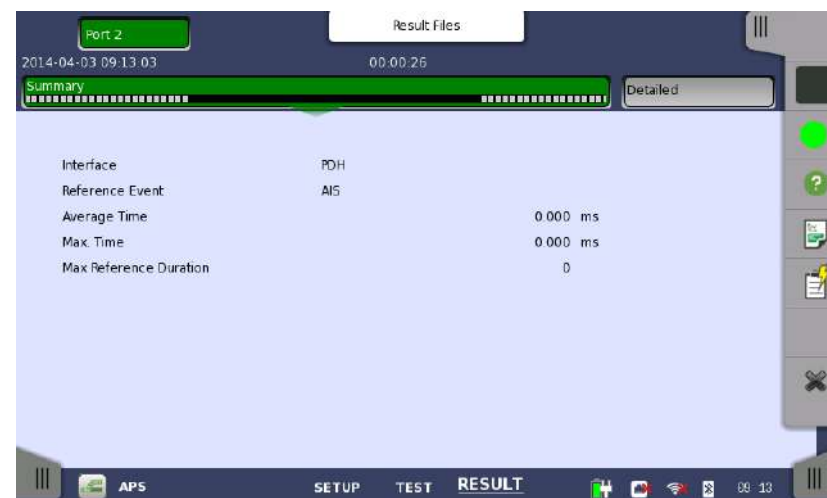 Port 2
Result Files
2014-04-03 09:13:03
00:00:26
Summary
Detailed
Interface PDH
Reference Event AIS
Average Time 0.000 ms
Max. Time 0.000 ms
Max Reference Duration 0
APS SETUP TEST RESULT 09 13